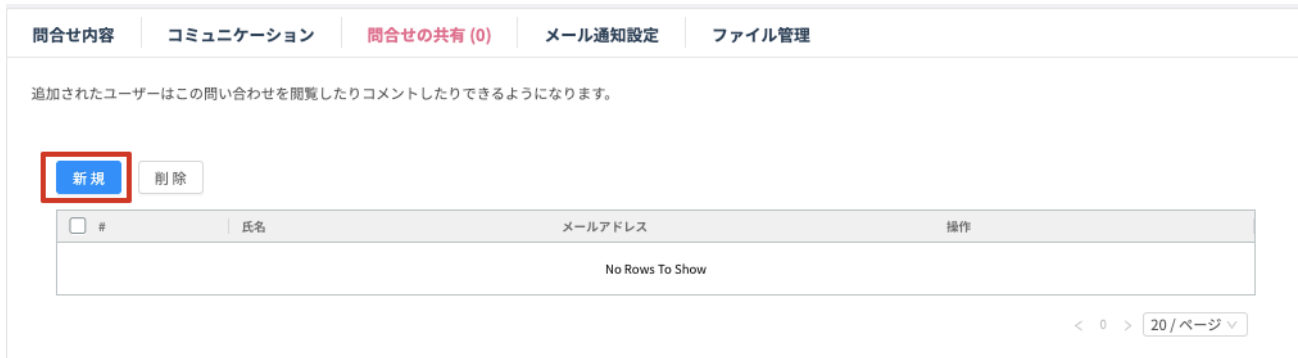 問合せ内容 コミュニケーション 問合せの共有 (0) メール通知設定 ファイル管理
追加されたユーザーはこの問い合わせを閲覧したりコメントしたりできるようになります。
新規 削除
# 氏名 メールアドレス 操作
No Rows To Show
< 0 > 20 / ページ